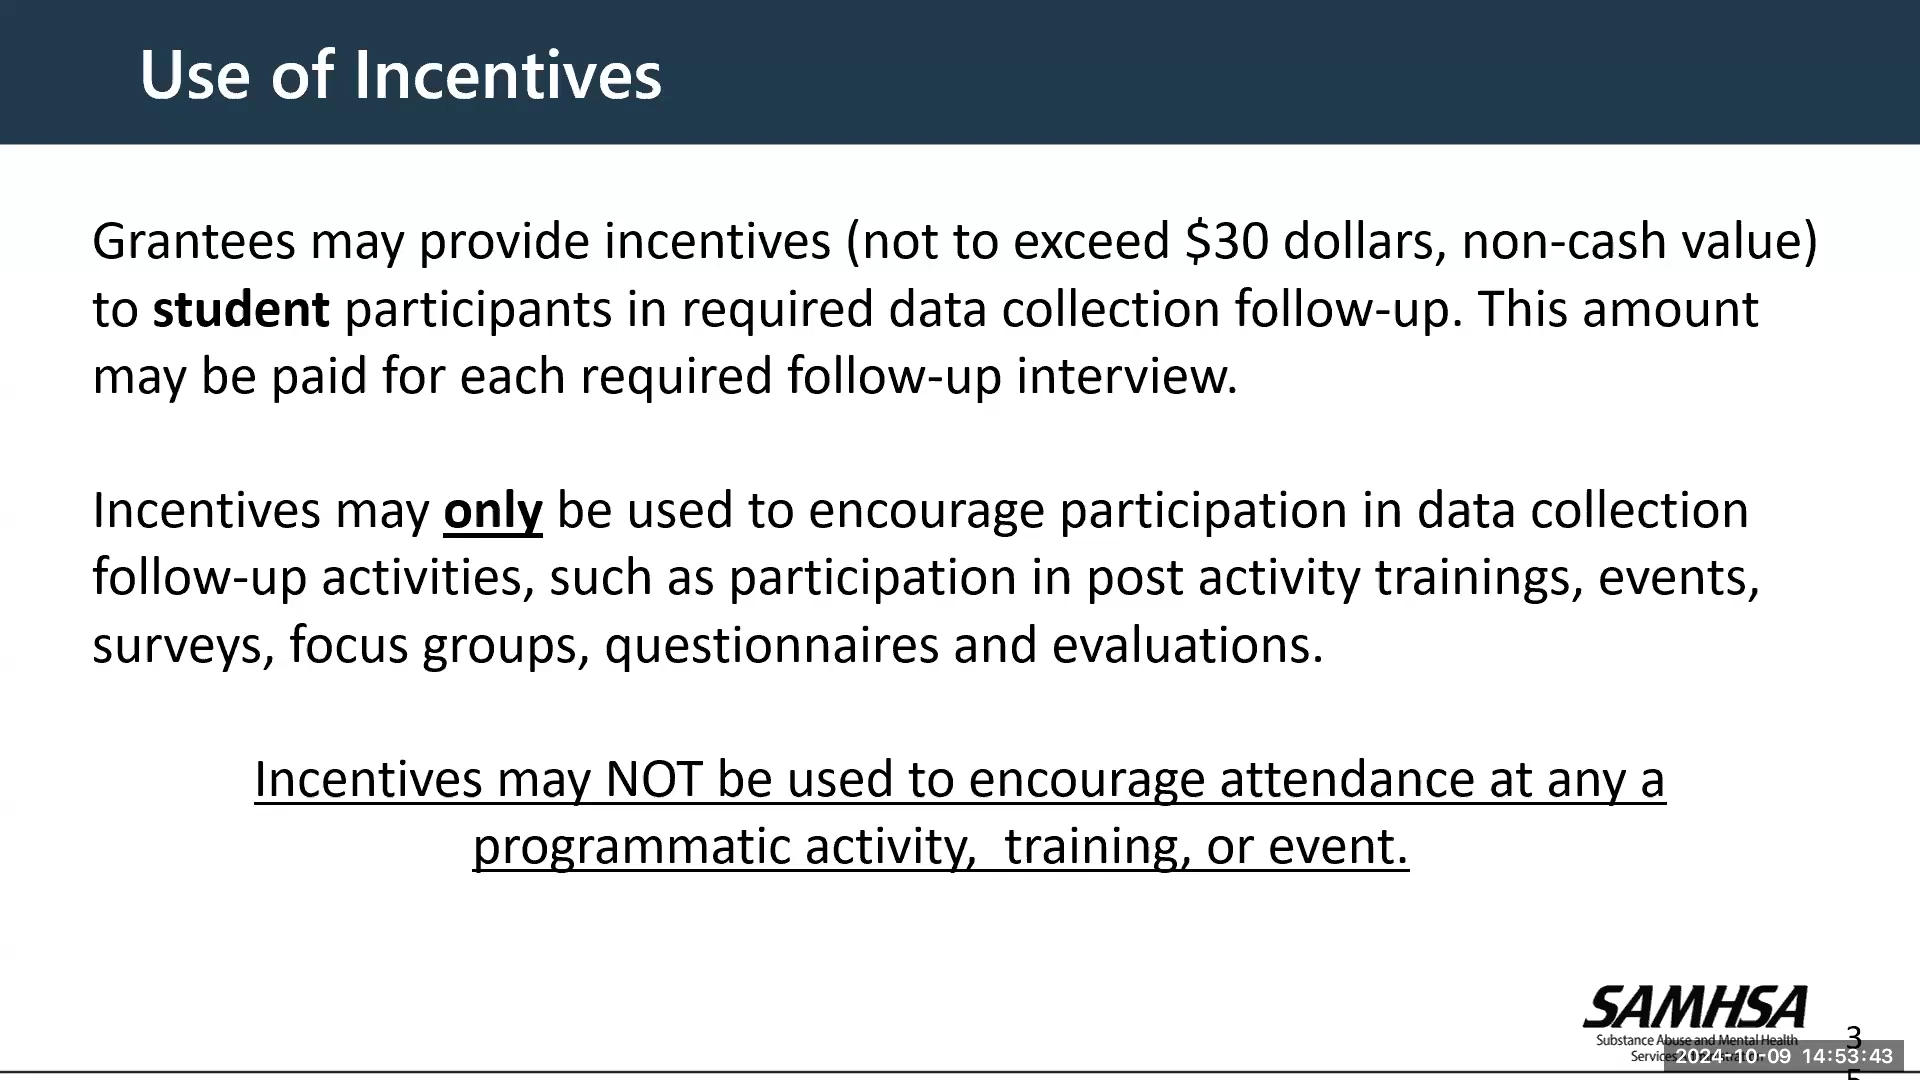 Use of Incentives
Grantees may provide incentives (not to exceed $30 dollars, non-cash value)
to student participants in required data collection follow-up. This amount
may be paid for each required follow-up interview.
Incentives may only be used to encourage participation in data collection
follow-up activities, such as participation in post activity trainings, events,
surveys, focus groups, questionnaires and evaluations.
Incentives may NOT be used to encourage attendance at any a
programmatic activity,  training, or event.
SAMHSA
Substance Abuse and Mental Health
Services
2024-10-09 14:53:43
3